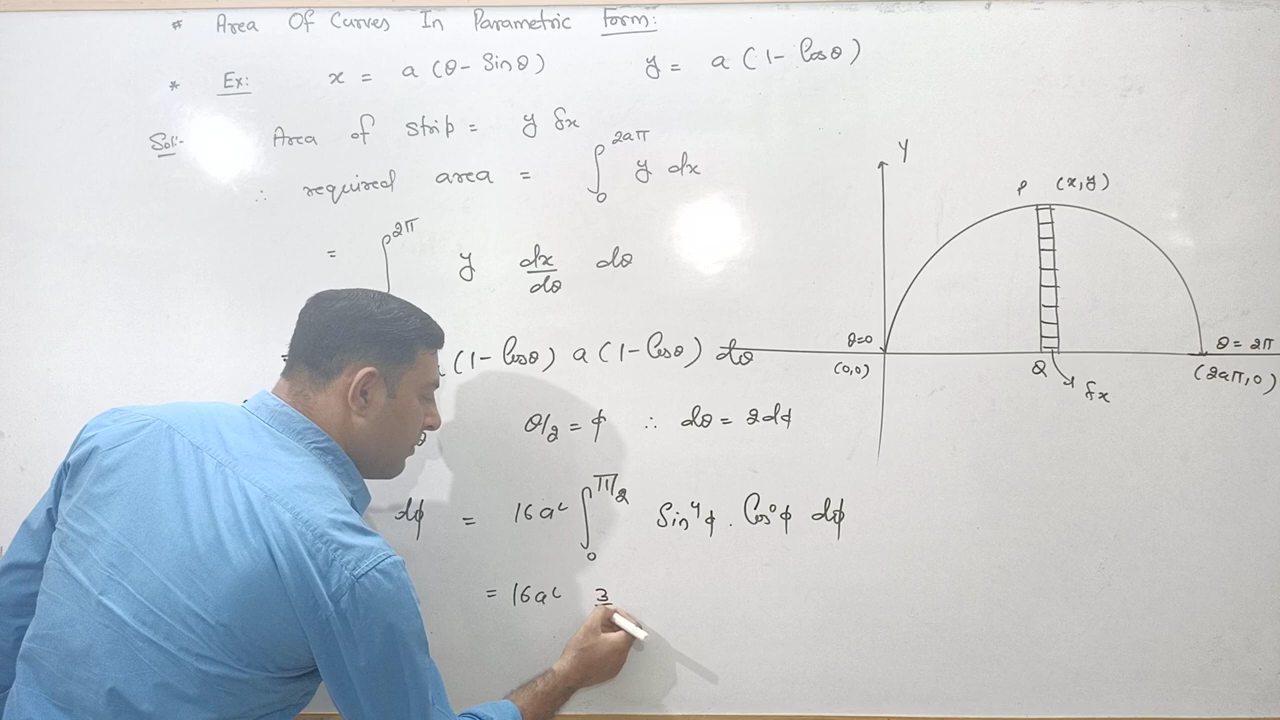 * Area Of Curves In Parametric Form:
* Ex: x = a (θ - Sinθ) y = a (1 - Cosθ)
Sol:- Area of strip = y δx
∴ required area = ∫₀^2aπ y dx
= ∫^2π y dx/dθ dθ
= (1 - Cosθ) a (1 - Cosθ) dθ
θ/2 = φ ∴ dθ = 2dφ
dφ = 16a² ∫₀^π/2 Sin⁴φ . Cos⁰φ dφ
= 16a² 3
Y
P (x,y)
θ=0
θ = 2π
(0,0)
Q
(2aπ,0)
δx